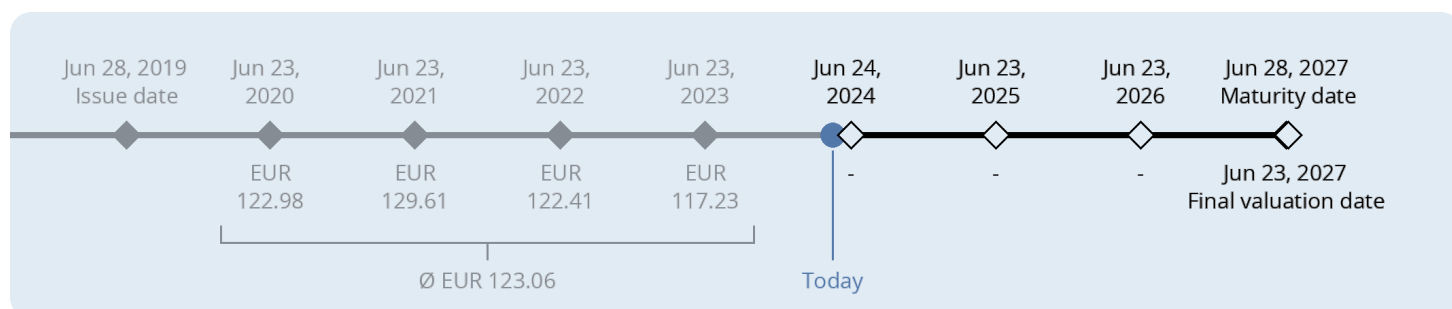 Jun 28, 2019
Issue date
Jun 23,
2020
Jun 23,
2021
Jun 23,
2022
Jun 23,
2023
Jun 24,
2024
Jun 23,
2025
Jun 23,
2026
Jun 28, 2027
Maturity date
EUR
122.98
EUR
129.61
EUR
122.41
EUR
117.23
-
-
-
Jun 23, 2027
Final valuation date
Ø EUR 123.06
Today